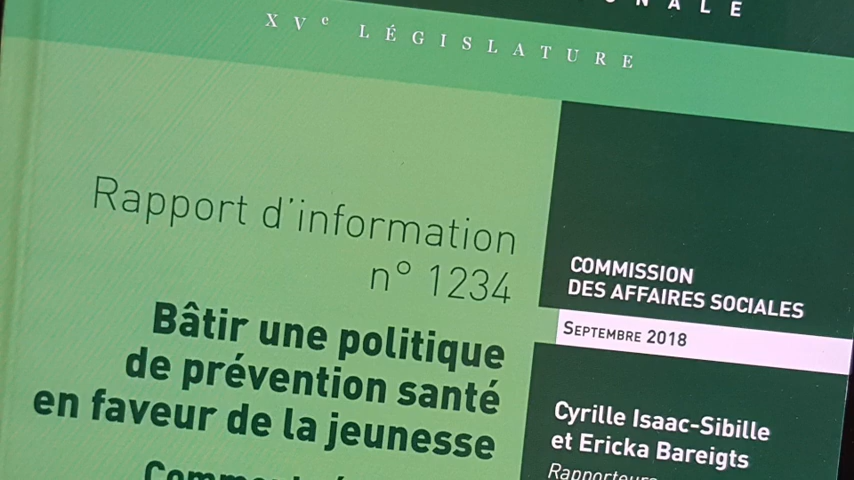 XVe LÉGISLATURE
Rapport d'information
n° 1234
Bâtir une politique
de prévention santé
en faveur de la jeunesse
COMMISSION
DES AFFAIRES SOCIALES
SEPTEMBRE 2018
Cyrille Isaac-Sibille
et Ericka Bareigts
Rapporteurs